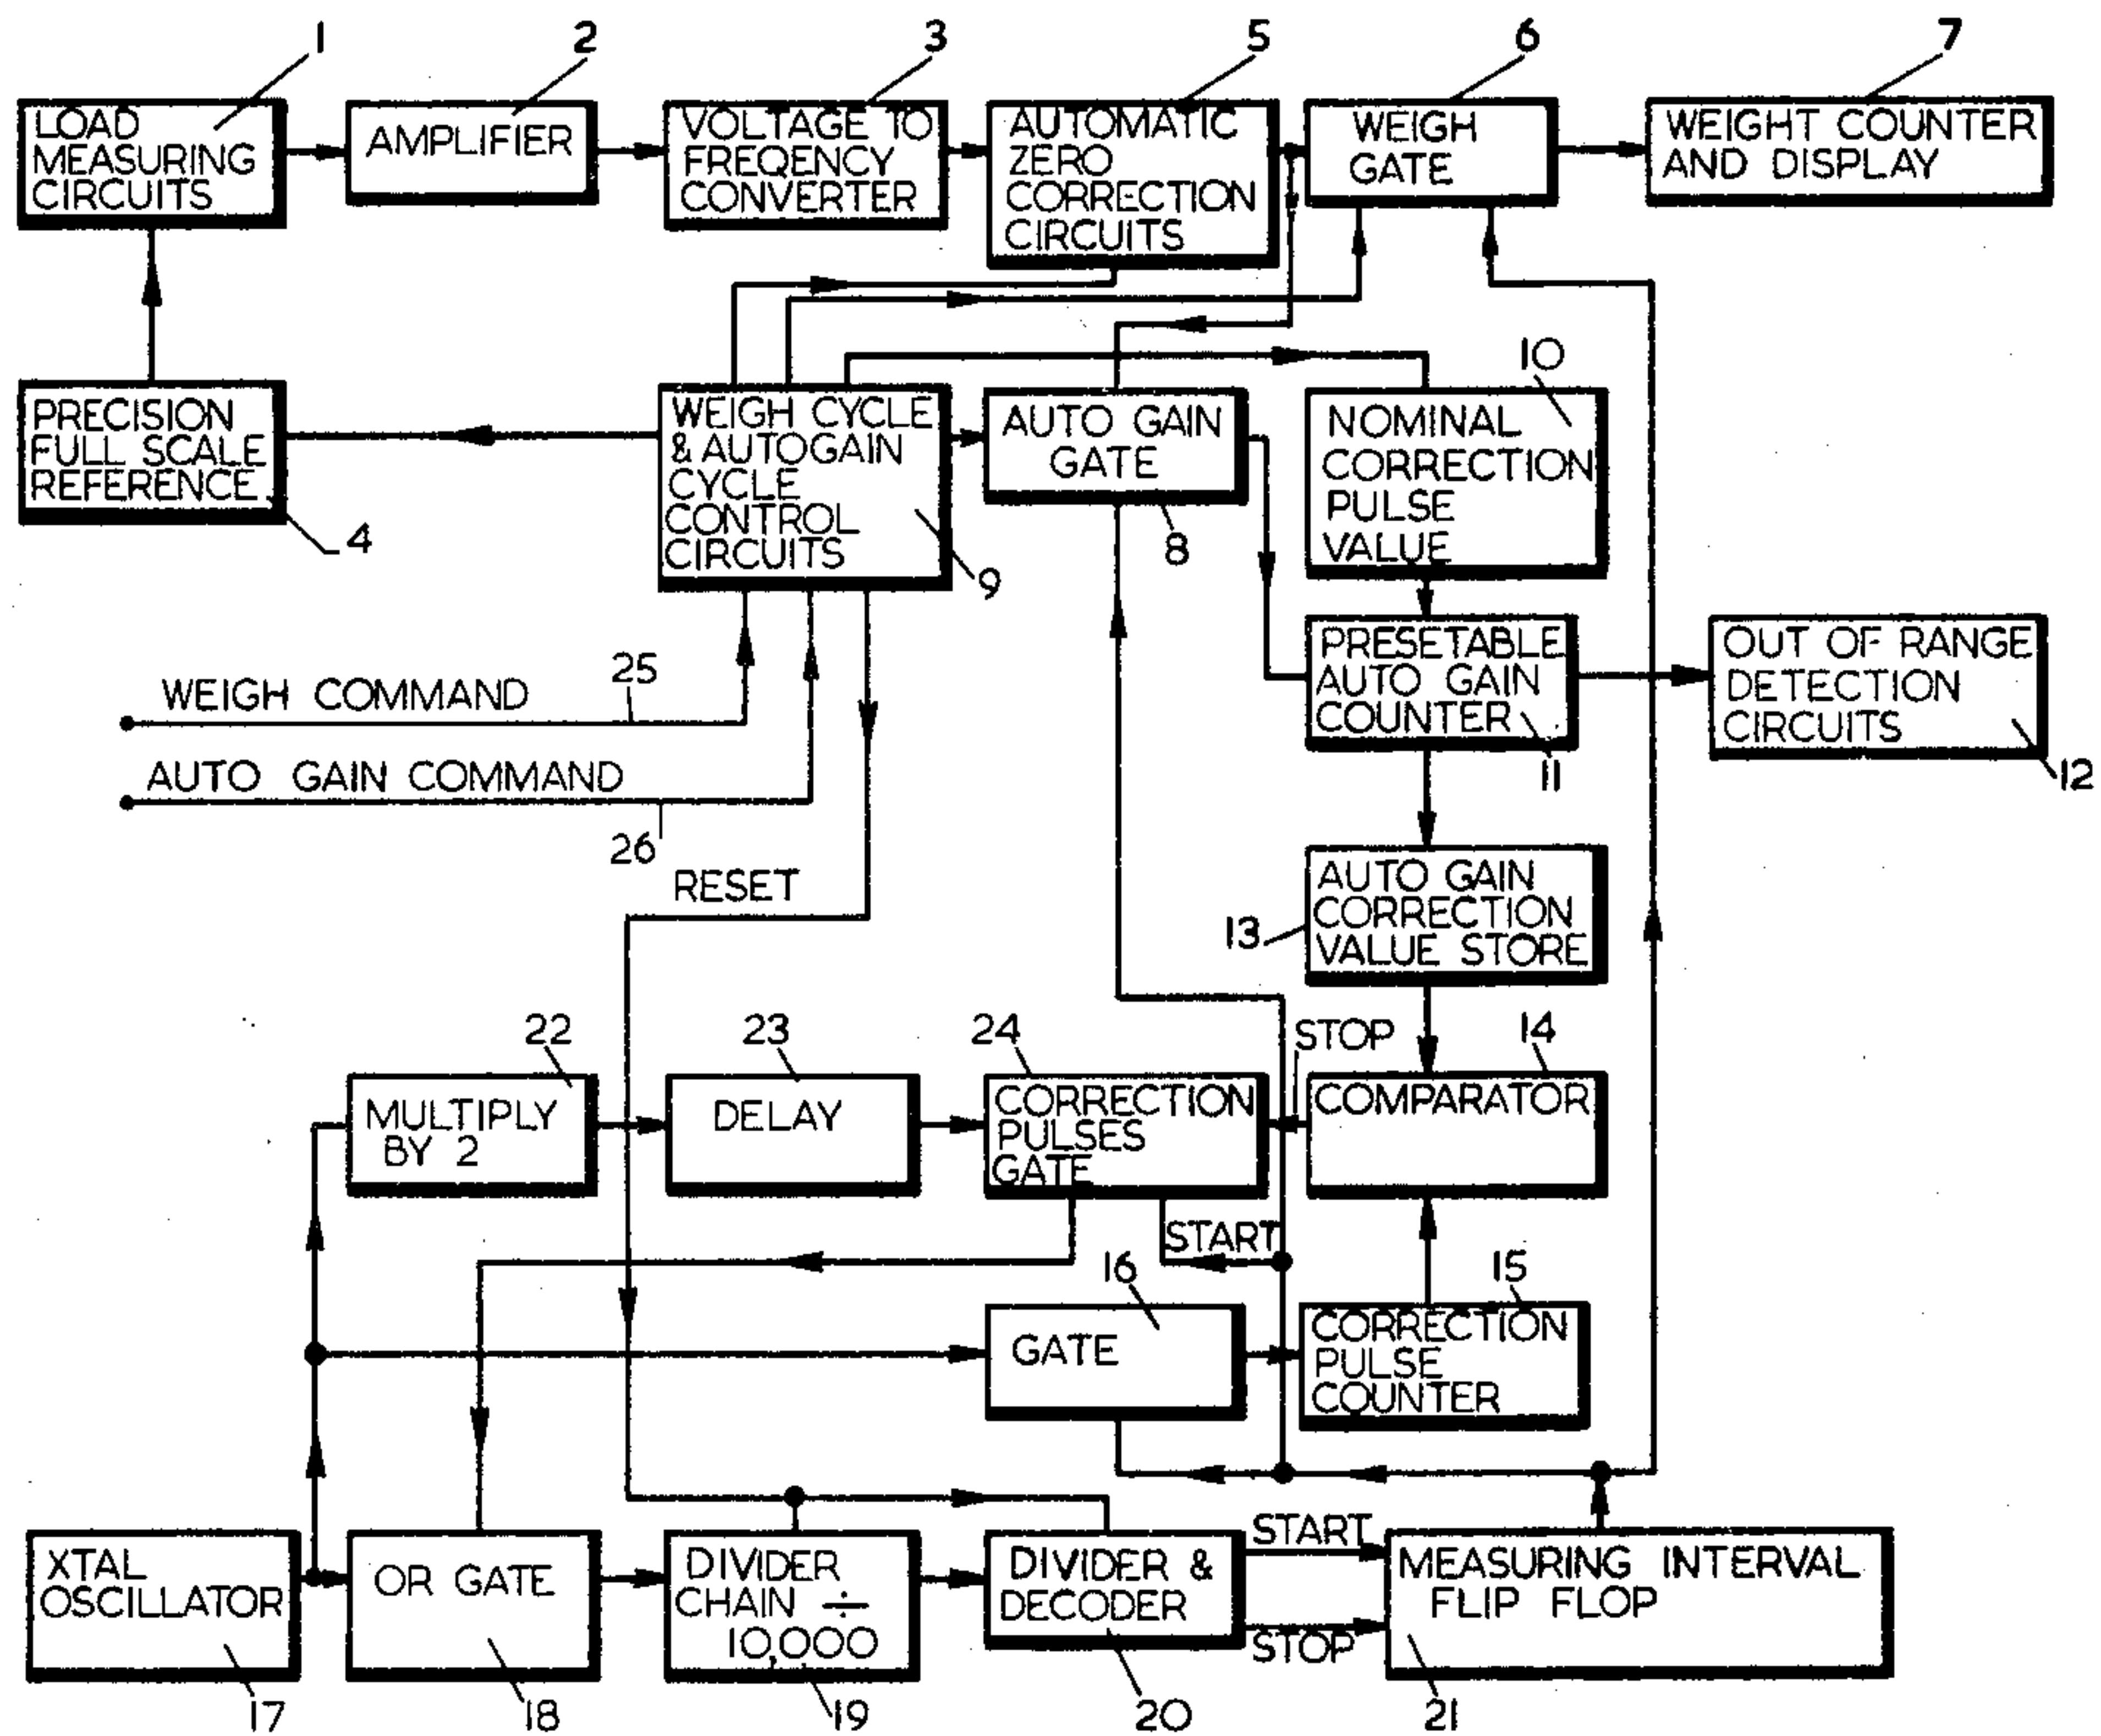 1
2
3
5
6
7
LOAD
MEASURING
CIRCUITS
AMPLIFIER
VOLTAGE TO
FREQENCY
CONVERTER
AUTOMATIC
ZERO
CORRECTION
CIRCUITS
WEIGH
GATE
WEIGHT COUNTER
AND DISPLAY
PRECISION
FULL SCALE
REFERENCE
4
WEIGH CYCLE
& AUTOGAIN
CYCLE
CONTROL
CIRCUITS
9
AUTO GAIN
GATE
8
10
NOMINAL
CORRECTION
PULSE
VALUE
WEIGH COMMAND
25
AUTO GAIN COMMAND
26
RESET
PRESETABLE
AUTO GAIN
COUNTER
11
OUT OF RANGE
DETECTION
CIRCUITS
12
13
AUTO GAIN
CORRECTION
VALUE STORE
22
23
24
STOP
14
MULTIPLY
BY 2
DELAY
CORRECTION
PULSES
GATE
COMPARATOR
START
16
15
GATE
CORRECTION
PULSE
COUNTER
XTAL
OSCILLATOR
17
OR GATE
18
DIVIDER
CHAIN ÷
10,000
19
DIVIDER &
DECODER
20
START
STOP
MEASURING INTERVAL
FLIP FLOP
21